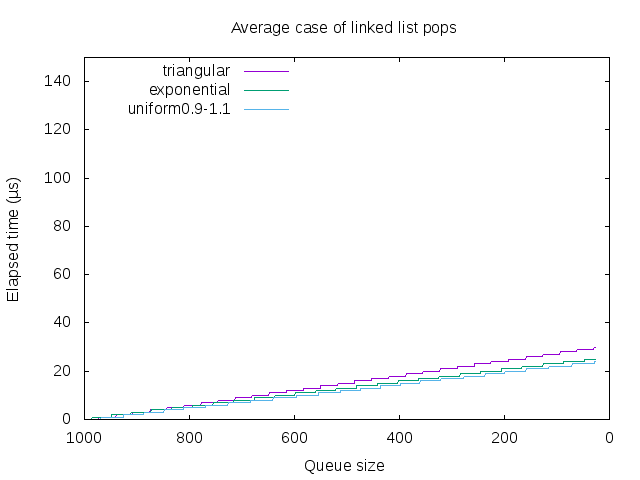 Average case of linked list pops
triangular
exponential
uniform0.9-1.1
140
120
100
80
60
40
20
0
Elapsed time (µs)
1000 800 600 400 200 0
Queue size